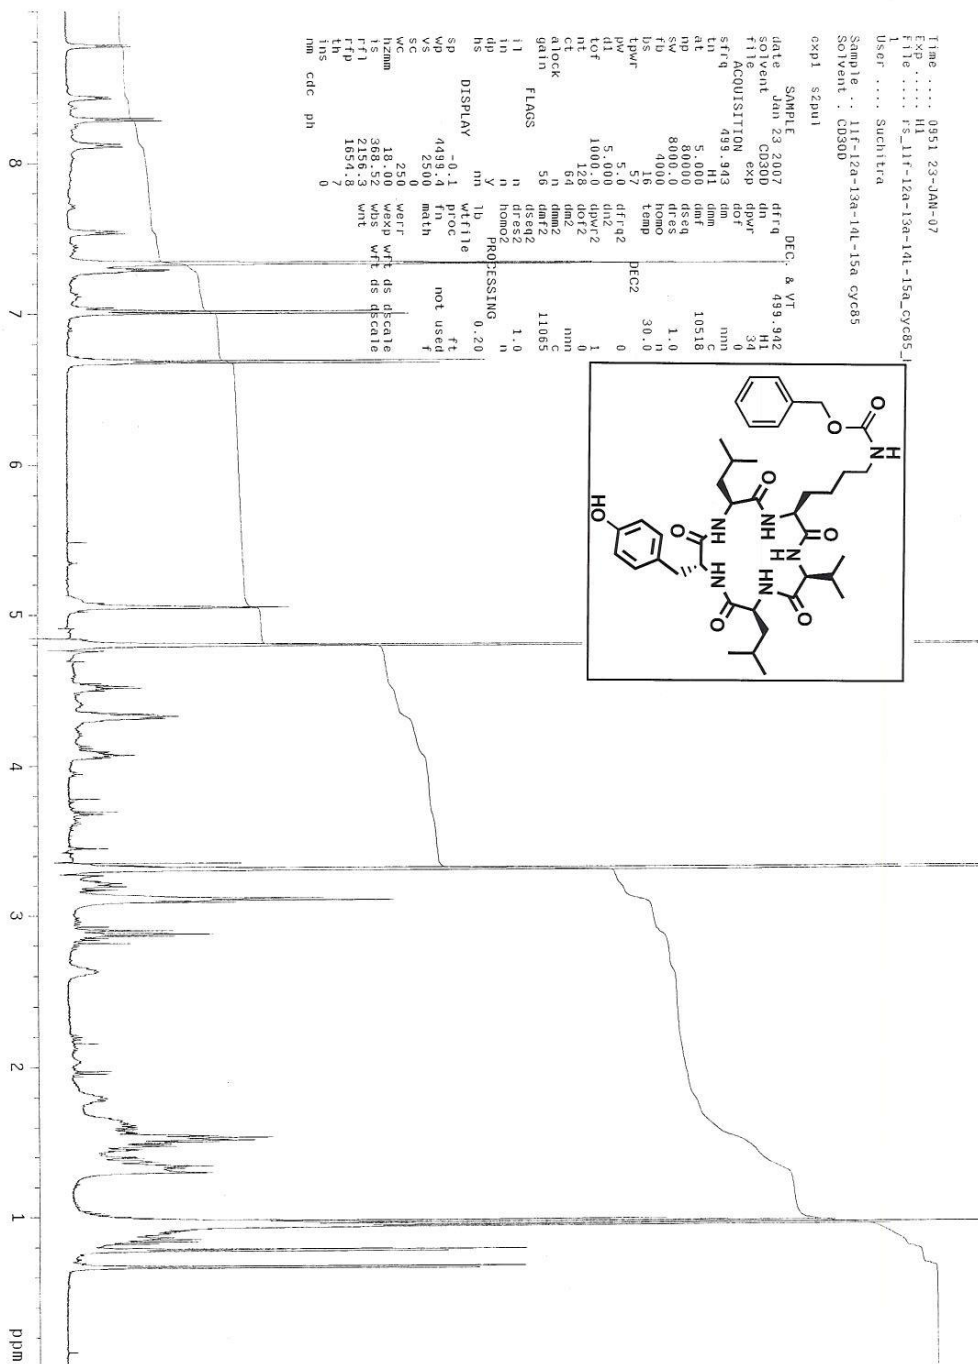 Time .... 0951 23-JAN-07
Exp ..... H1
File .... rs_11f-12a-13a-14L-15a_cyc85_
1
User .... Suchitra
Sample .. 11f-12a-13a-14L-15a cyc85
Solvent . CD3OD
exp1 s2pul
SAMPLE
date Jan 23 2007
solvent CD3OD
file exp
ACQUISITION
sfrq 499.943
tn H1
at 5.000
np 80000
sw 8000.0
fb 4000
bs 16
tpwr 57
pw 5.0
d1 5.000
tof 1000.0
nt 128
ct 64
alock n
gain 56
FLAGS
il n
in n
dp y
hs nn
DISPLAY
sp -0.1
wp 4499.4
vs 2500
sc 0
wc 250
hzmm 18.00
is 368.52
rfl 2156.3
rfp 1654.8
th 7
ins 0
nm cdc ph
DEC. & VT
dfrq 499.942
dn H1
dpwr 34
dof 0
dm nnn
dmm c
dmf 10518
dseq
dres 1.0
homo n
temp 30.0
DEC2
dfrq2 0
dn2
dpwr2 1
dof2 0
dm2 nnn
dmm2 c
dmf2 11065
dseq2
dres2 1.0
homo2 n
PROCESSING
lb 0.20
wtfile
proc ft
fn not used
math f
werr
wexp wft ds dscale
wbs wft ds dscale
wnt
O
O
H
N
O
NH
O
N
H
O
HN
O
NH
O
NH
HO
8
7
6
5
4
3
2
1
ppm